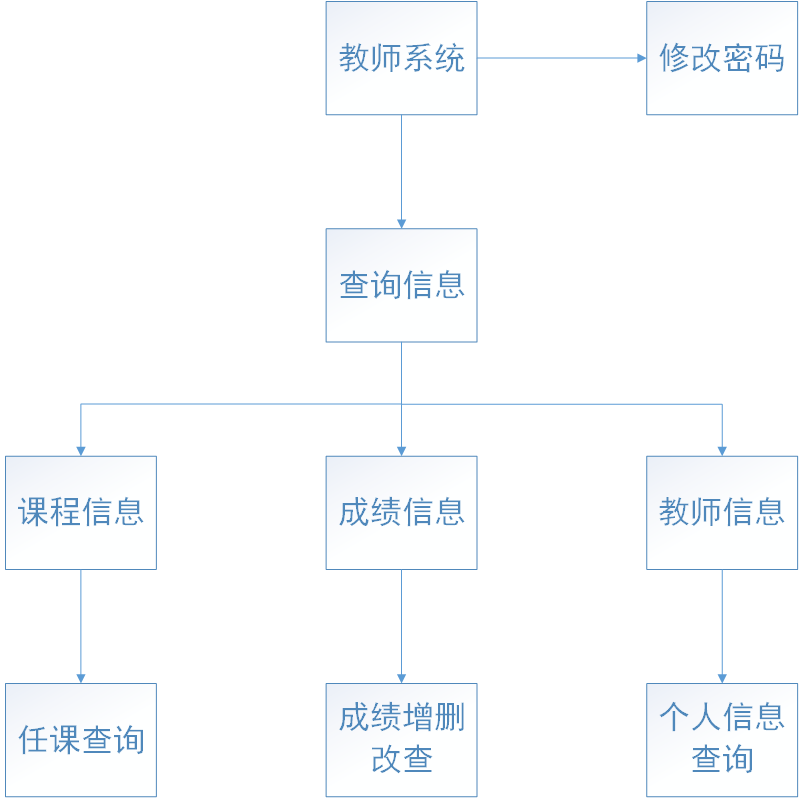 教师系统
修改密码
查询信息
课程信息
成绩信息
教师信息
任课查询
成绩增删
改查
个人信息
查询